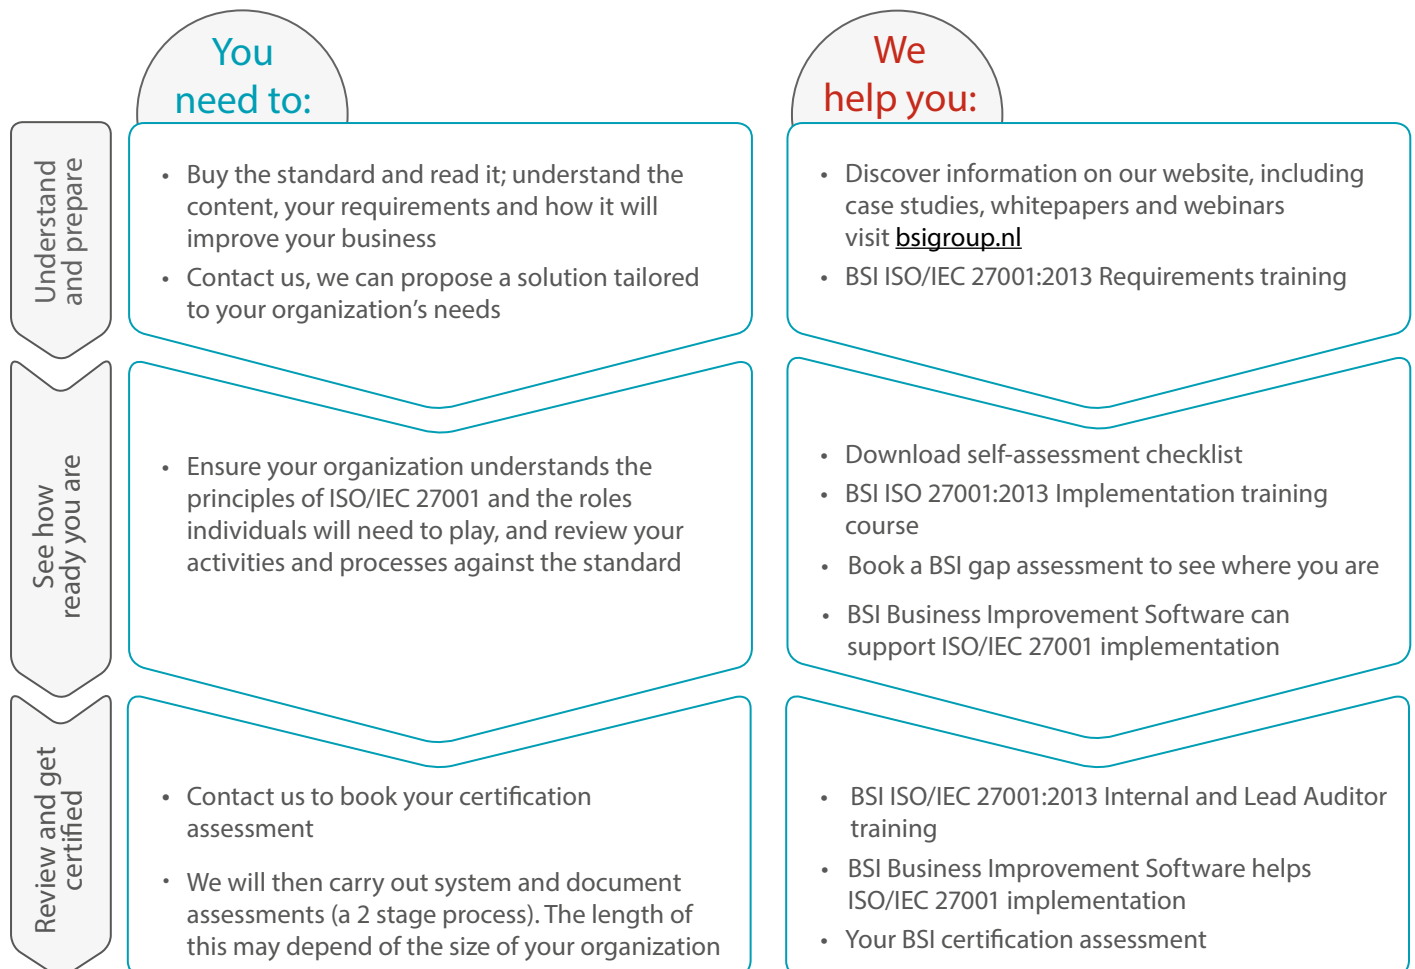 You
need to:
We
help you:
Understand
and prepare
• Buy the standard and read it; understand the
content, your requirements and how it will
improve your business
• Contact us, we can propose a solution tailored
to your organization’s needs
• Discover information on our website, including
case studies, whitepapers and webinars
visit bsigroup.nl
• BSI ISO/IEC 27001:2013 Requirements training
See how
ready you are
• Ensure your organization understands the
principles of ISO/IEC 27001 and the roles
individuals will need to play, and review your
activities and processes against the standard
• Download self-assessment checklist
• BSI ISO 27001:2013 Implementation training
course
• Book a BSI gap assessment to see where you are
• BSI Business Improvement Software can
support ISO/IEC 27001 implementation
Review and get
certified
• Contact us to book your certification
assessment
• We will then carry out system and document
assessments (a 2 stage process). The length of
this may depend of the size of your organization
• BSI ISO/IEC 27001:2013 Internal and Lead Auditor
training
• BSI Business Improvement Software helps
ISO/IEC 27001 implementation
• Your BSI certification assessment